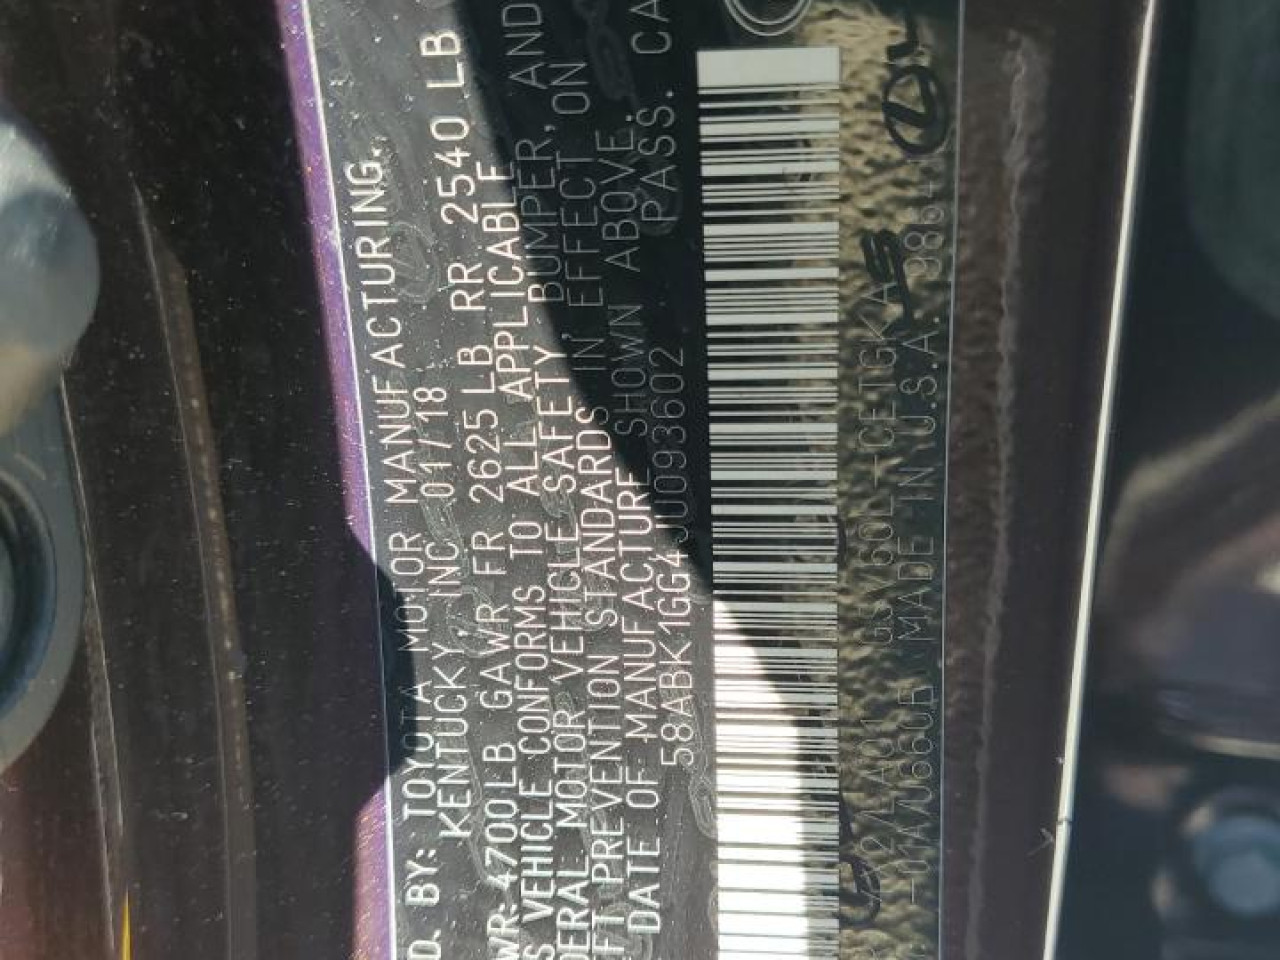 D. BY: TOYOTA MOTOR MANUFACTURING.
KENTUCKY, INC 01/18
WR: 4700LB GAWR FR 2625 LB RR 2540 LB
S VEHICLE CONFORMS TO ALL APPLICABLE
DERAL MOTOR VEHICLE SAFETY BUMPER, AND
EFT PREVENTION STANDARDS IN EFFECT ON
DATE OF MANUFACTURE SHOWN ABOVE.
58ABK1GG4JU093602 PASS. CA
MADE IN U.S.A.